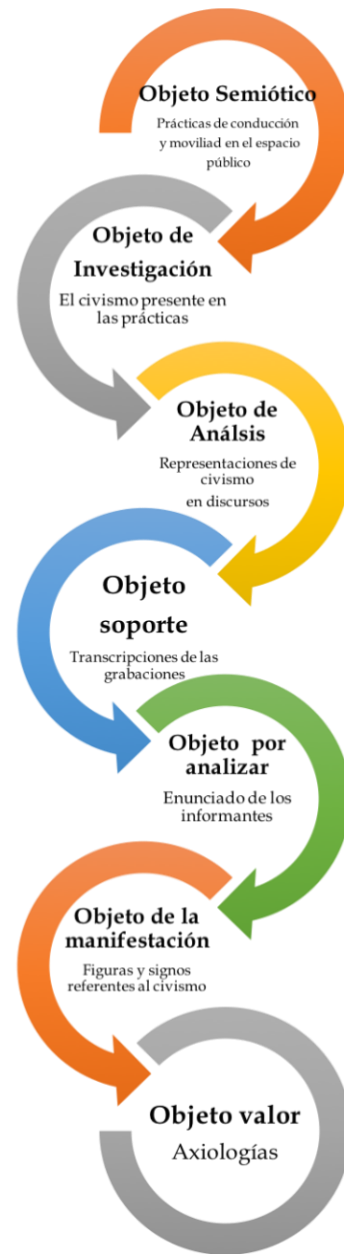 Objeto Semiótico
Prácticas de conducción
y moviliad en el espacio
público
Objeto de
Investigación
El civismo presente en
las prácticas
Objeto de
Análsis
Representaciones de
civismo
en discursos
Objeto
soporte
Transcripciones de las
grabaciones
Objeto por
analizar
Enunciado de los
informantes
Objeto de la
manifestación
Figuras y signos
referentes al civismo
Objeto valor
Axiologías